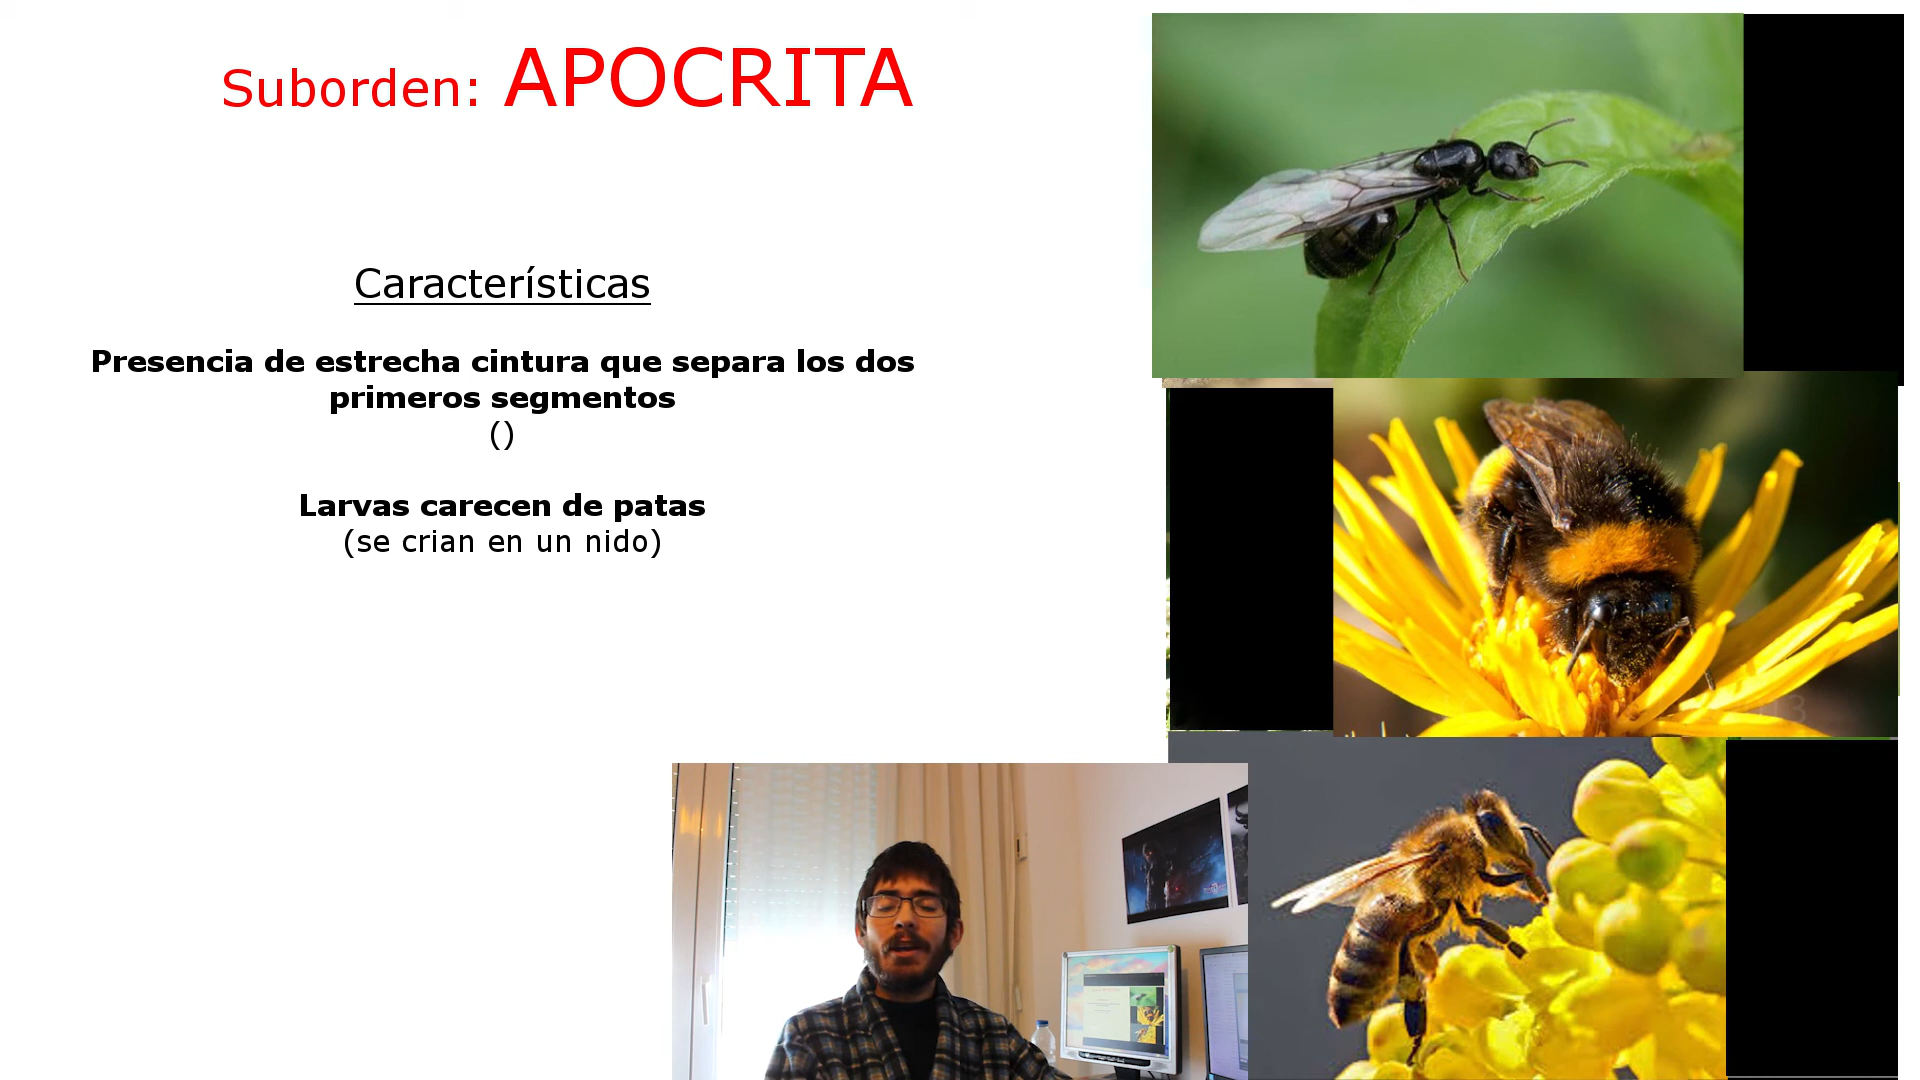 Suborden: APOCRITA
Características
Presencia de estrecha cintura que separa los dos
primeros segmentos
()
Larvas carecen de patas
(se crian en un nido)